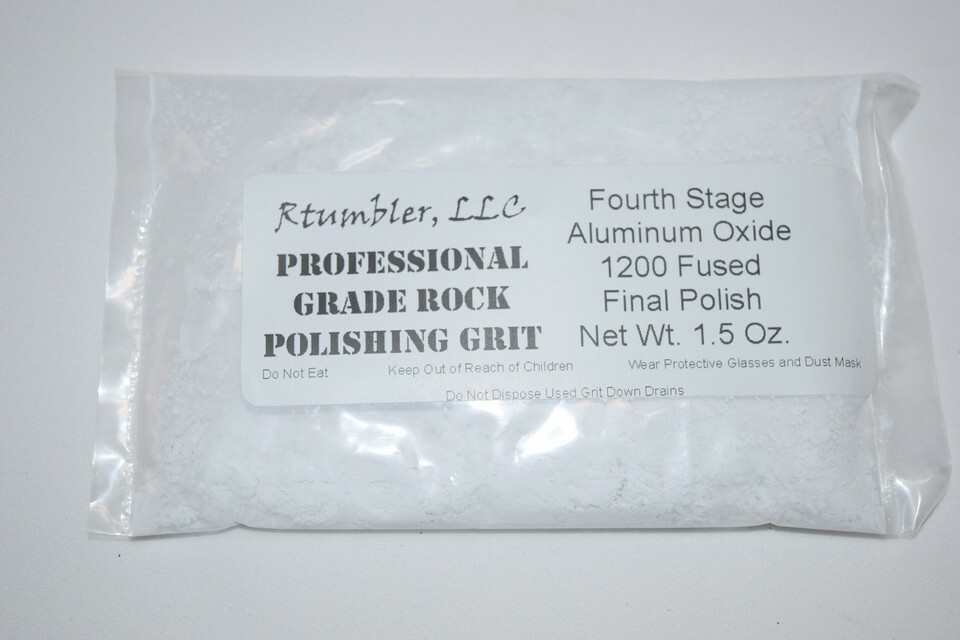 Rtumbler, LLC
PROFESSIONAL
GRADE ROCK
POLISHING GRIT
Fourth Stage
Aluminum Oxide
1200 Fused
Final Polish
Net Wt. 1.5 Oz.
Do Not Eat Keep Out of Reach of Children Wear Protective Glasses and Dust Mask
Do Not Dispose Used Grit Down Drains